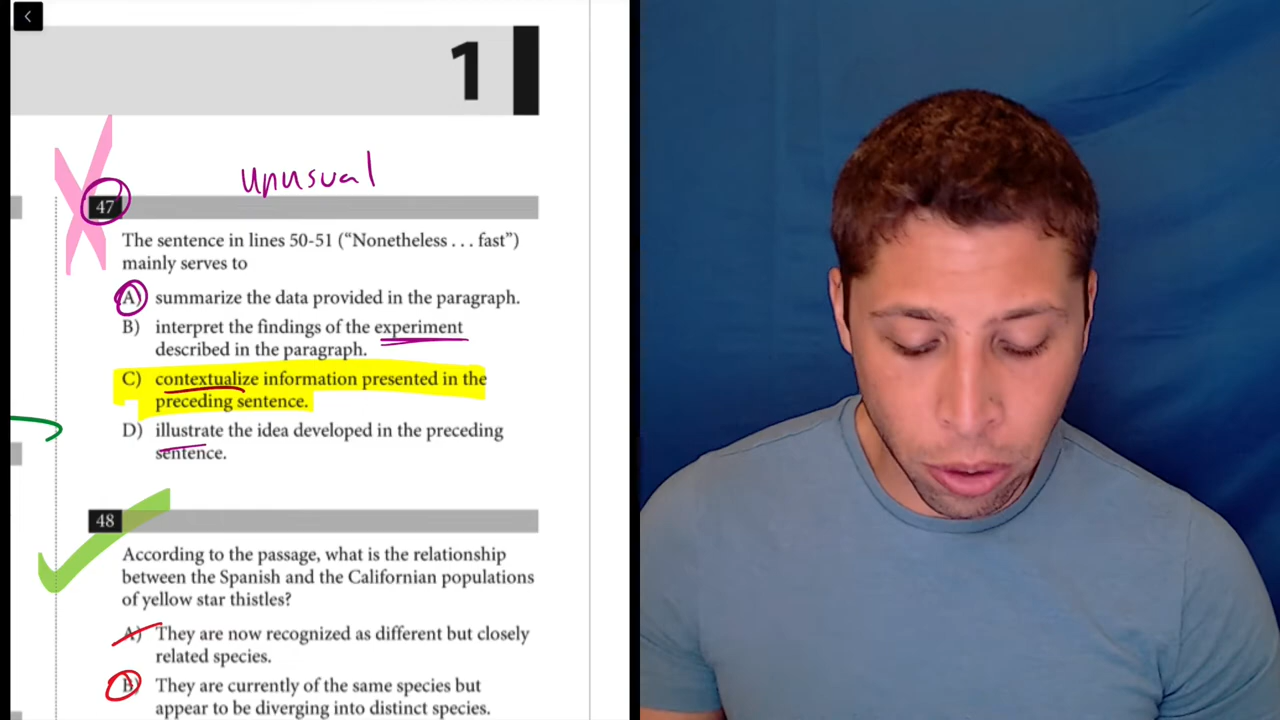 1
unusual
47
The sentence in lines 50-51 (“Nonetheless . . . fast”)
mainly serves to
A) summarize the data provided in the paragraph.
B) interpret the findings of the experiment
described in the paragraph.
C) contextualize information presented in the
preceding sentence.
D) illustrate the idea developed in the preceding
sentence.
48
According to the passage, what is the relationship
between the Spanish and the Californian populations
of yellow star thistles?
A) They are now recognized as different but closely
related species.
B) They are currently of the same species but
appear to be diverging into distinct species.